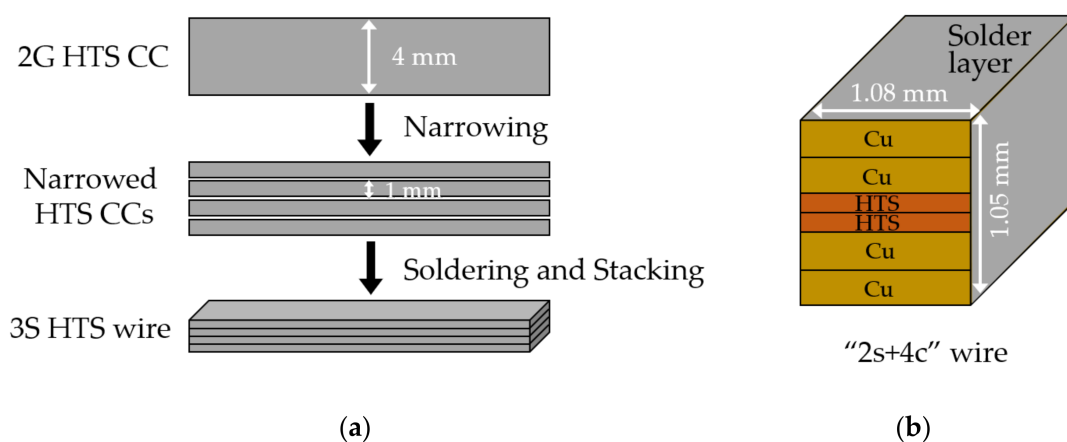 2G HTS CC
4 mm
Narrowing
Narrowed
HTS CCs
1 mm
Soldering and Stacking
3S HTS wire
(a)
Solder
layer
1.08 mm
1.05 mm
Cu
Cu
HTS
HTS
Cu
Cu
“2s+4c” wire
(b)